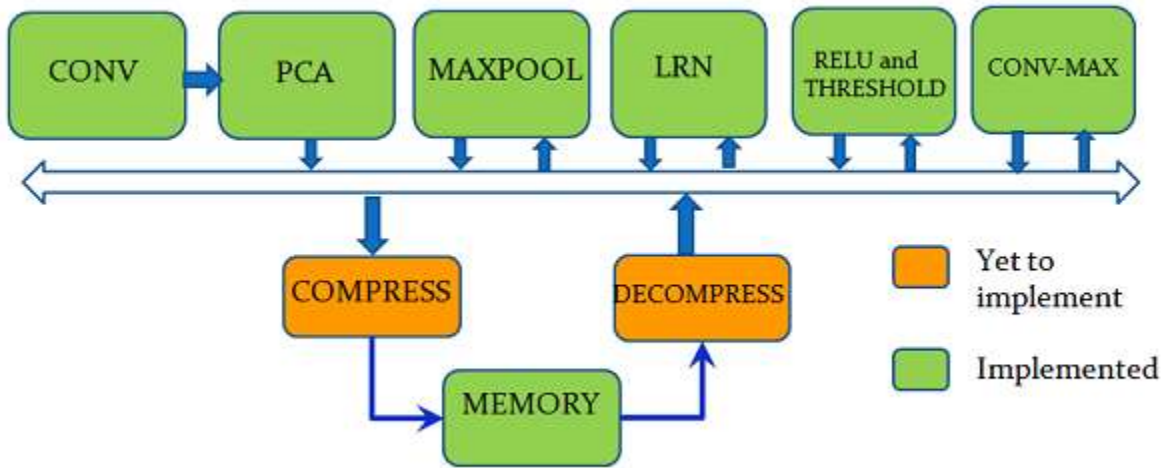 CONV
PCA
MAXPOOL
LRN
RELU and
THRESHOLD
CONV-MAX
COMPRESS
DECOMPRESS
MEMORY
Yet to
implement
Implemented